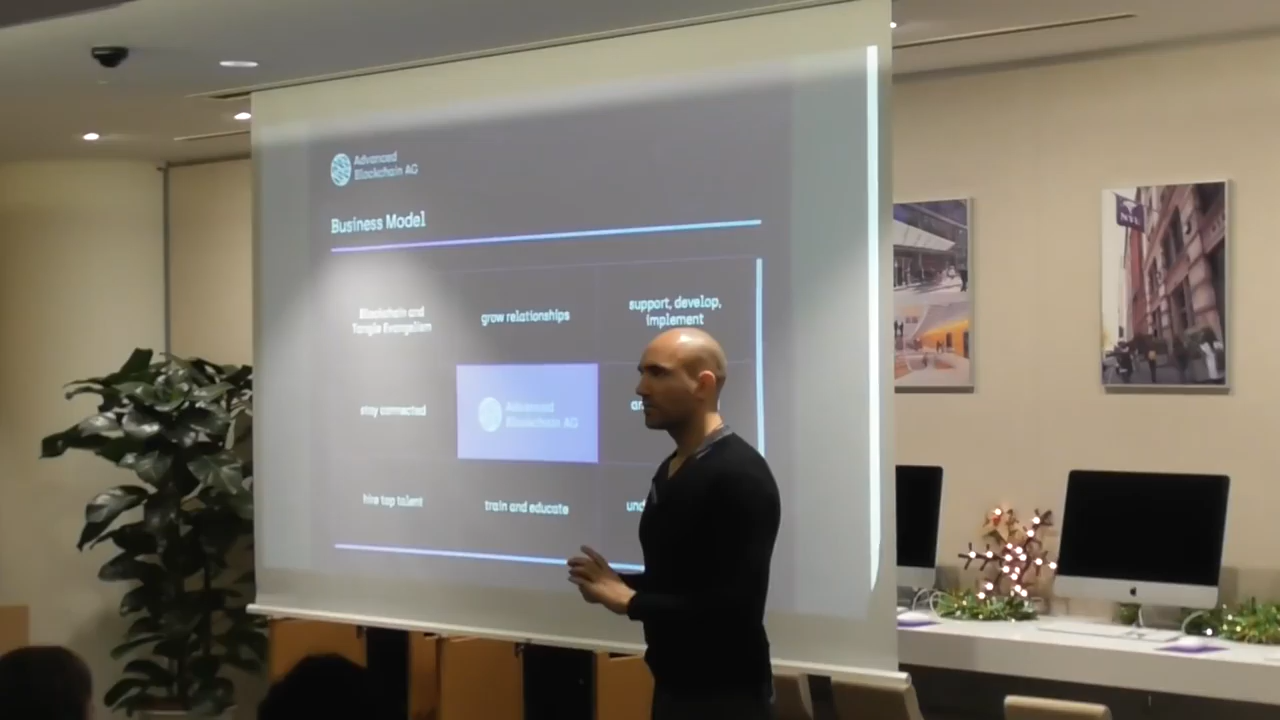 Advanced
Blockchain AG
Business Model
Blockchain and
Tangle Evangelism
grow relationships
support, develop,
implement
stay connected
Advanced
Blockchain AG
hire top talent
train and educate
NYU